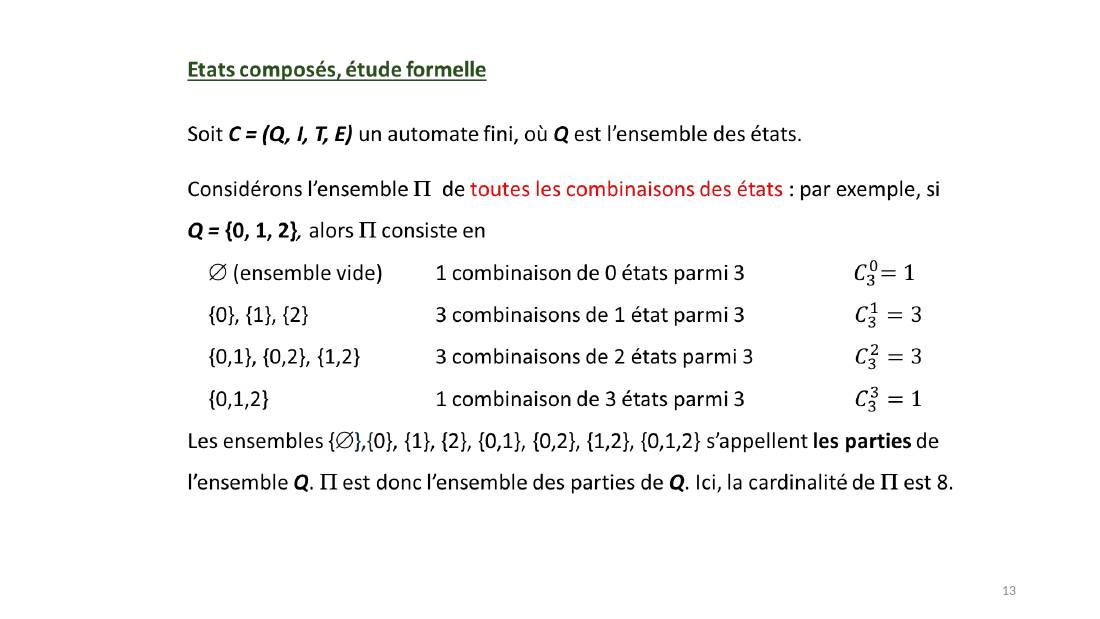 Etats composés, étude formelle
Soit C = (Q, I, T, E) un automate fini, où Q est l’ensemble des états.
Considérons l’ensemble Π de toutes les combinaisons des états : par exemple, si
Q = {0, 1, 2}, alors Π consiste en
∅ (ensemble vide) 1 combinaison de 0 états parmi 3 C₃⁰ = 1
{0}, {1}, {2} 3 combinaisons de 1 état parmi 3 C₃¹ = 3
{0,1}, {0,2}, {1,2} 3 combinaisons de 2 états parmi 3 C₃² = 3
{0,1,2} 1 combinaison de 3 états parmi 3 C₃³ = 1
Les ensembles {∅},{0}, {1}, {2}, {0,1}, {0,2}, {1,2}, {0,1,2} s’appellent les parties de
l’ensemble Q. Π est donc l’ensemble des parties de Q. Ici, la cardinalité de Π est 8.
13